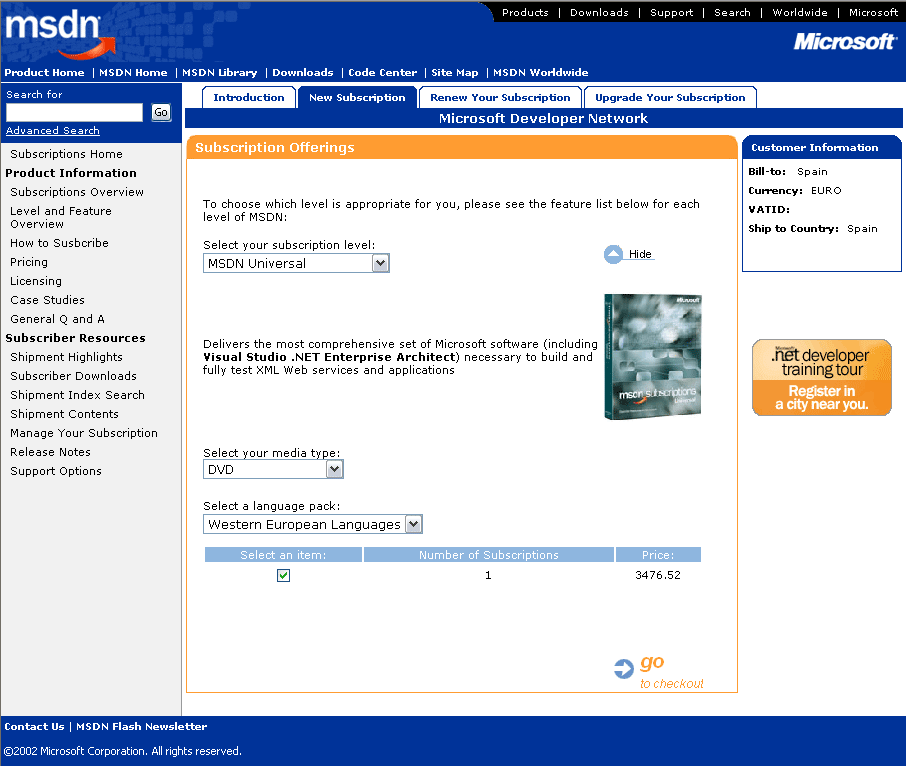 msdn
Products | Downloads | Support | Search | Worldwide | Microsoft
Microsoft
Product Home | MSDN Home | MSDN Library | Downloads | Code Center | Site Map | MSDN Worldwide
Search for
Go
Advanced Search
Introduction
New Subscription
Renew Your Subscription
Upgrade Your Subscription
Microsoft Developer Network
Subscriptions Home
Product Information
Subscriptions Overview
Level and Feature
Overview
How to Susbcribe
Pricing
Licensing
Case Studies
General Q and A
Subscriber Resources
Shipment Highlights
Subscriber Downloads
Shipment Index Search
Shipment Contents
Manage Your Subscription
Release Notes
Support Options
Subscription Offerings
To choose which level is appropriate for you, please see the feature list below for each
level of MSDN:
Select your subscription level:
MSDN Universal
Hide
Delivers the most comprehensive set of Microsoft software (including
Visual Studio .NET Enterprise Architect) necessary to build and
fully test XML Web services and applications
Microsoft
msdn subscriptions
Universal
Select your media type:
DVD
Select a language pack:
Western European Languages
Select an item: Number of Subscriptions Price:
1 3476.52
go
to checkout
Customer Information
Bill-to: Spain
Currency: EURO
VATID:
Ship to Country: Spain
Microsoft
.net developer
training tour
Register in
a city near you.
Contact Us | MSDN Flash Newsletter
©2002 Microsoft Corporation. All rights reserved.